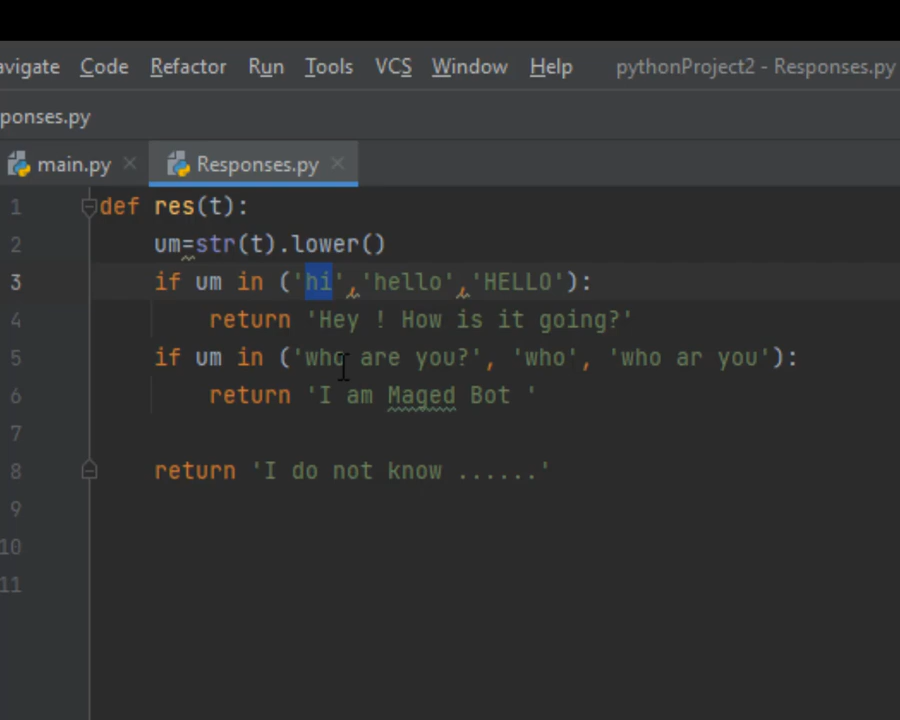 avigate Code Refactor Run Tools VCS Window Help pythonProject2 - Responses.py
ponses.py
main.py Responses.py
1 def res(t):
2 um=str(t).lower()
3 if um in ('hi','hello','HELLO'):
4 return 'Hey ! How is it going?'
5 if um in ('who are you?', 'who', 'who ar you'):
6 return 'I am Maged Bot '
7
8 return 'I do not know ......'
9
10
11